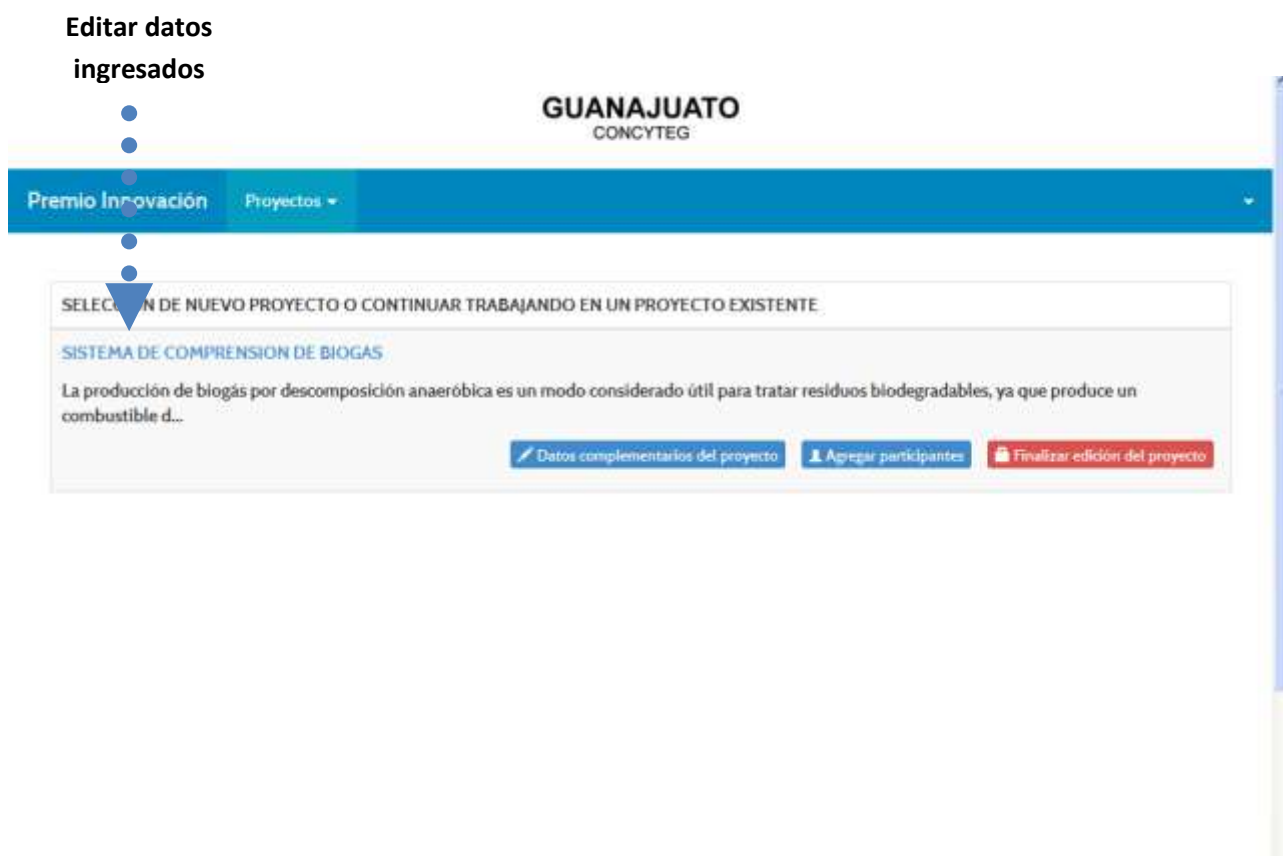 Editar datos
ingresados
GUANAJUATO
CONCYTEG
Premio Innovación Proyectos
SELECCIÓN DE NUEVO PROYECTO O CONTINUAR TRABAJANDO EN UN PROYECTO EXISTENTE
SISTEMA DE COMPRENSION DE BIOGAS
La producción de biogás por descomposición anaeróbica es un modo considerado útil para tratar residuos biodegradables, ya que produce un
combustible d...
Datos complementarios del proyecto Agregar participantes Finalizar edición del proyecto